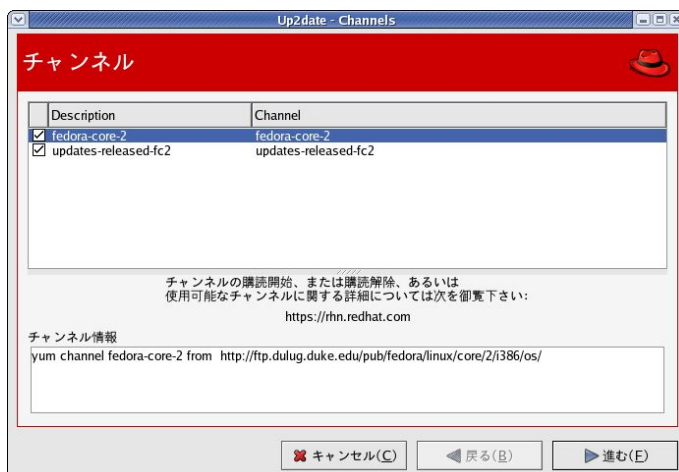 Up2date - Channels
チャンネル
Description Channel
fedora-core-2 fedora-core-2
updates-released-fc2 updates-released-fc2
チャンネルの購読開始、または購読解除、あるいは
使用可能なチャンネルに関する詳細については次を御覧下さい:
https://rhn.redhat.com
チャンネル情報
yum channel fedora-core-2 from http://ftp.dulug.duke.edu/pub/fedora/linux/core/2/i386/os/
キャンセル(C) 戻る(B) 進む(F)